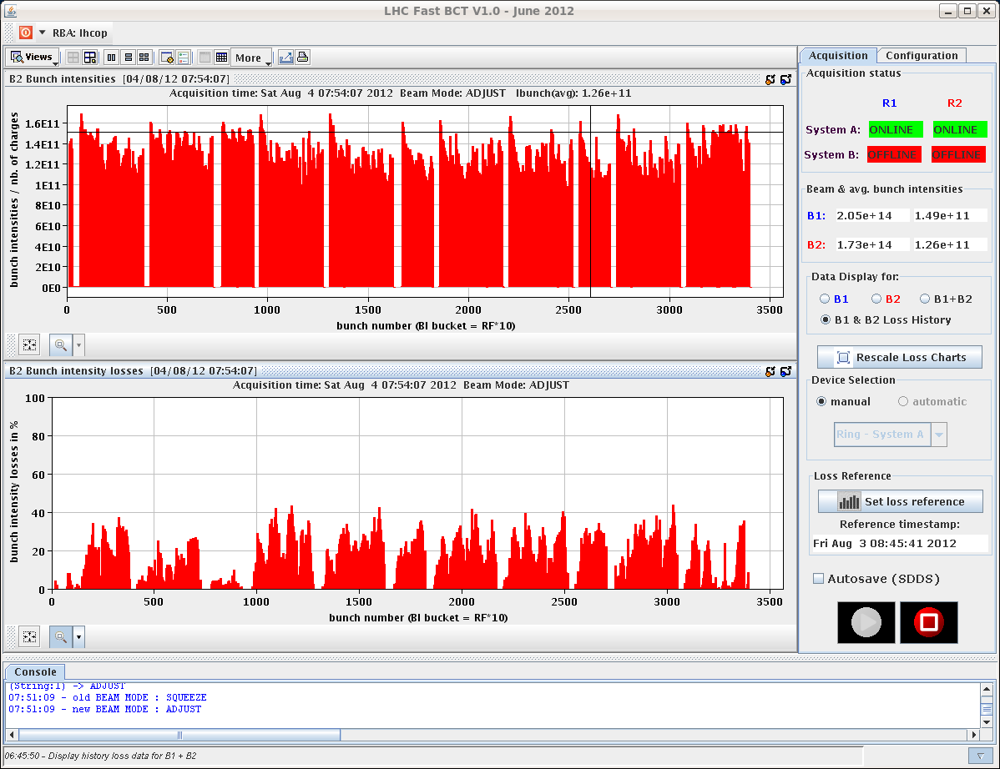 LHC Fast BCT V1.0 - June 2012
RBA: lhcop
Views
More
B2 Bunch intensities [04/08/12 07:54:07]
Acquisition time: Sat Aug 4 07:54:07 2012 Beam Mode: ADJUST Ibunch(avg): 1.26e+11
bunch intensities / nb. of charges
1.6E11
1.4E11
1.2E11
1E11
8E10
6E10
4E10
2E10
0E0
0 500 1000 1500 2000 2500 3000 3500
bunch number (BI bucket = RF*10)
B2 Bunch intensity losses [04/08/12 07:54:07]
Acquisition time: Sat Aug 4 07:54:07 2012 Beam Mode: ADJUST
bunch intensity losses in %
100
80
60
40
20
0
0 500 1000 1500 2000 2500 3000 3500
bunch number (BI bucket = RF*10)
Acquisition Configuration
Acquisition status
R1 R2
System A: ONLINE ONLINE
System B: OFFLINE OFFLINE
Beam & avg. bunch intensities
B1: 2.05e+14 1.49e+11
B2: 1.73e+14 1.26e+11
Data Display for:
B1 B2 B1+B2
B1 & B2 Loss History
Rescale Loss Charts
Device Selection
manual automatic
Ring - System A
Loss Reference
Set loss reference
Reference timestamp:
Fri Aug 3 08:45:41 2012
Autosave (SDDS)
Console
(String:1) -> ADJUST
07:51:09 - old BEAM MODE : SQUEEZE
07:51:09 - new BEAM MODE : ADJUST
06:45:50 - Display history loss data for B1 + B2